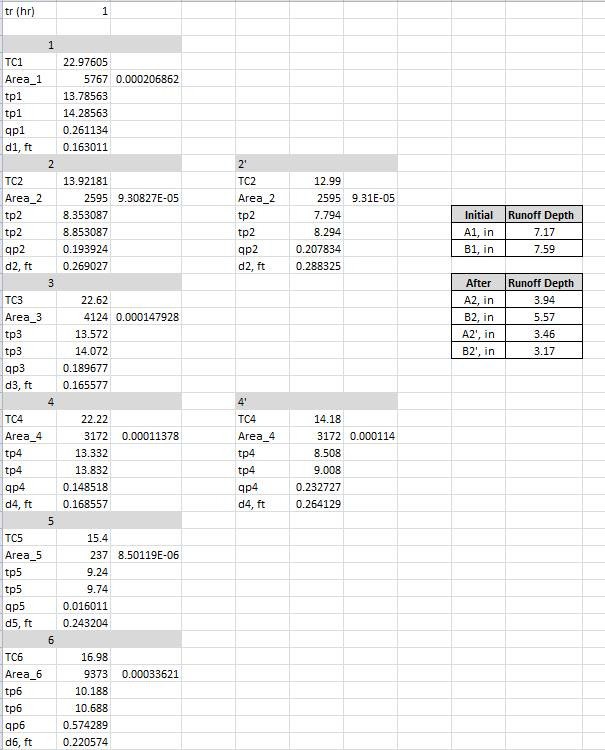 tr (hr) 1
1
TC1 22.97605
Area_1 5767 0.000206862
tp1 13.78563
tp1 14.28563
qp1 0.261134
d1, ft 0.163011
2 2'
TC2 13.92181 TC2 12.99
Area_2 2595 9.30827E-05 Area_2 2595 9.31E-05
tp2 8.353087 tp2 7.794 Initial Runoff Depth
tp2 8.853087 tp2 8.294 A1, in 7.17
qp2 0.193924 qp2 0.207834 B1, in 7.59
d2, ft 0.269027 d2, ft 0.288325
3 After Runoff Depth
TC3 22.62 A2, in 3.94
Area_3 4124 0.000147928 B2, in 5.57
tp3 13.572 A2', in 3.46
tp3 14.072 B2', in 3.17
qp3 0.189677
d3, ft 0.165577
4 4'
TC4 22.22 TC4 14.18
Area_4 3172 0.00011378 Area_4 3172 0.000114
tp4 13.332 tp4 8.508
tp4 13.832 tp4 9.008
qp4 0.148518 qp4 0.232727
d4, ft 0.168557 d4, ft 0.264129
5
TC5 15.4
Area_5 237 8.50119E-06
tp5 9.24
tp5 9.74
qp5 0.016011
d5, ft 0.243204
6
TC6 16.98
Area_6 9373 0.00033621
tp6 10.188
tp6 10.688
qp6 0.574289
d6, ft 0.220574